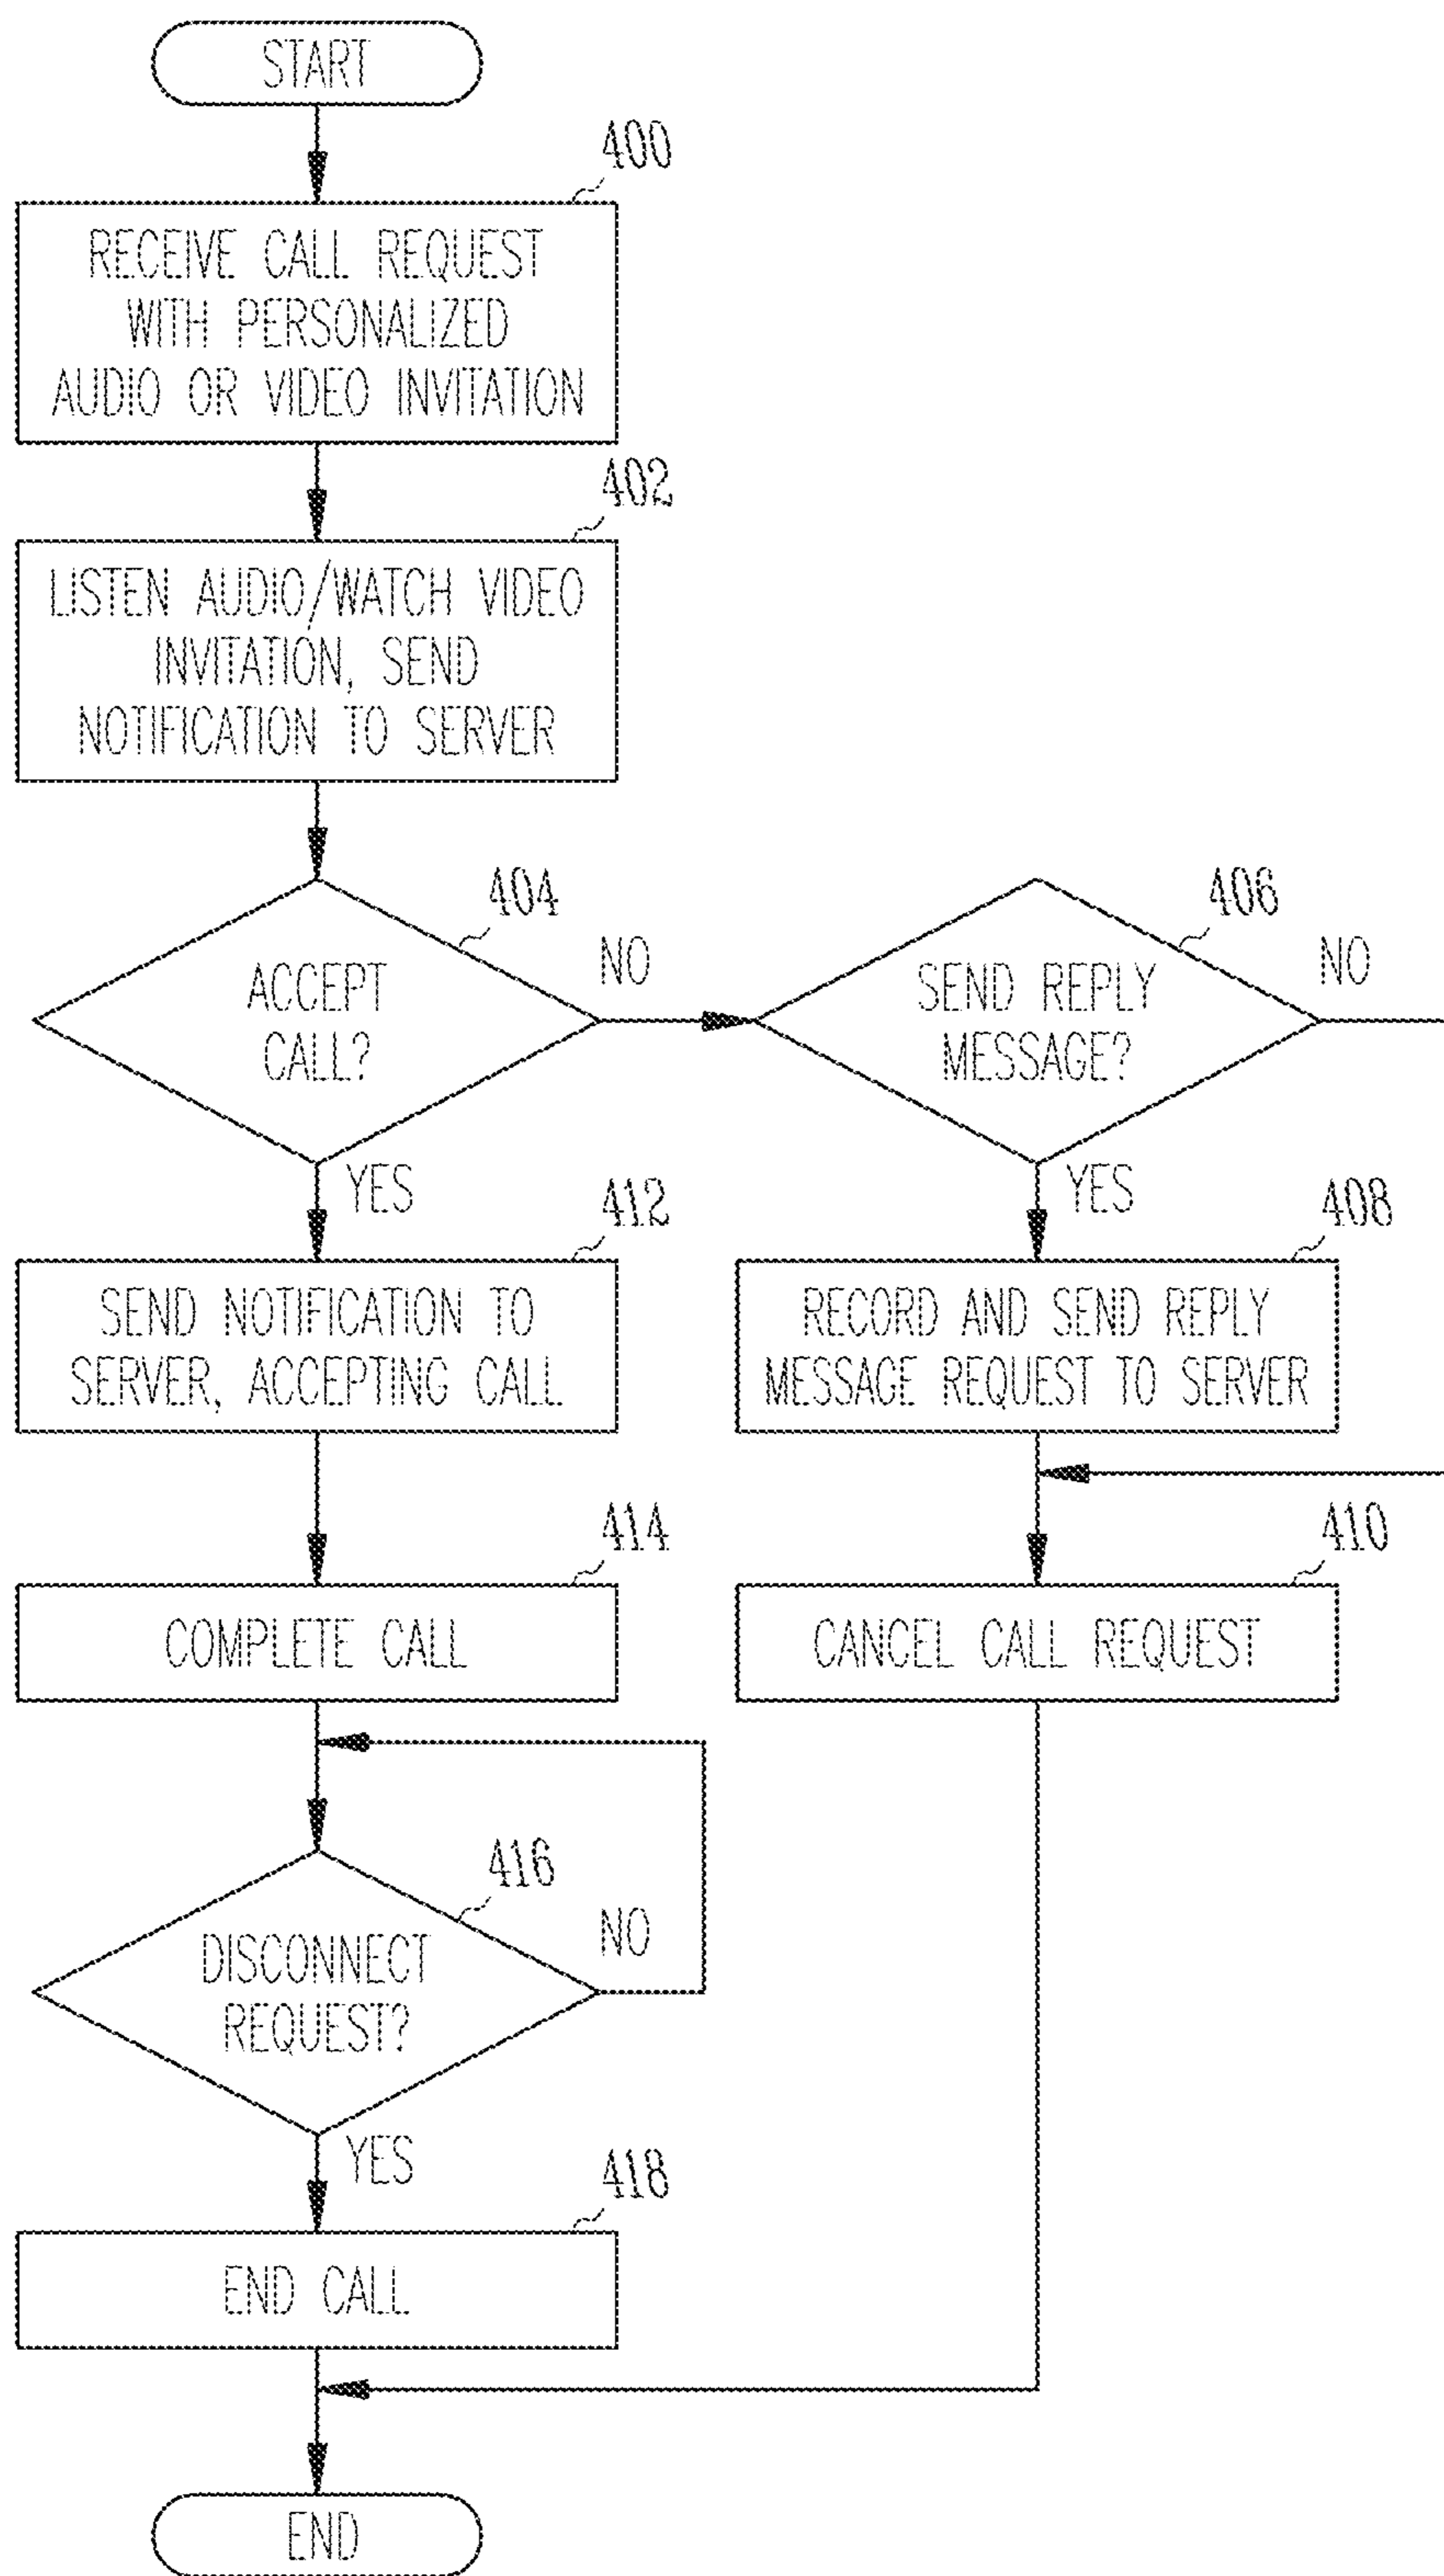 START
400
RECEIVE CALL REQUEST
WITH PERSONALIZED
AUDIO OR VIDEO INVITATION
402
LISTEN AUDIO/WATCH VIDEO
INVITATION, SEND
NOTIFICATION TO SERVER
404
ACCEPT
CALL?
NO
406
SEND REPLY
MESSAGE?
NO
YES
YES
412
SEND NOTIFICATION TO
SERVER, ACCEPTING CALL
408
RECORD AND SEND REPLY
MESSAGE REQUEST TO SERVER
414
COMPLETE CALL
410
CANCEL CALL REQUEST
416
DISCONNECT
REQUEST?
NO
YES
418
END CALL
END